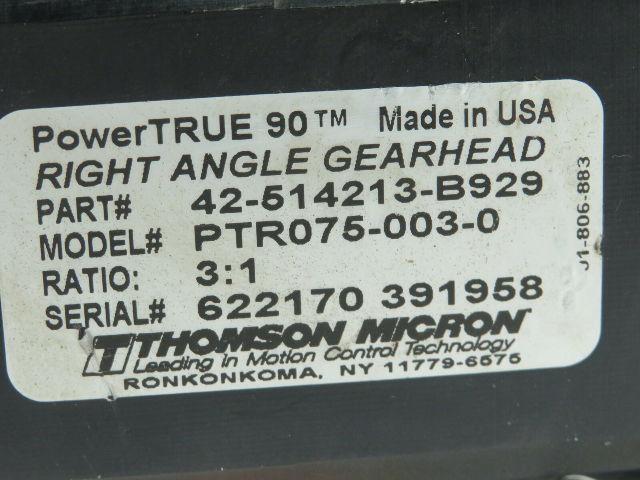 PowerTRUE 90™ Made in USA
RIGHT ANGLE GEARHEAD
PART# 42-514213-B929
MODEL# PTR075-003-0
RATIO: 3:1
SERIAL# 622170 391958
THOMSON MICRON
Leading in Motion Control Technology
RONKONKOMA, NY 11779-6575
01-806-883